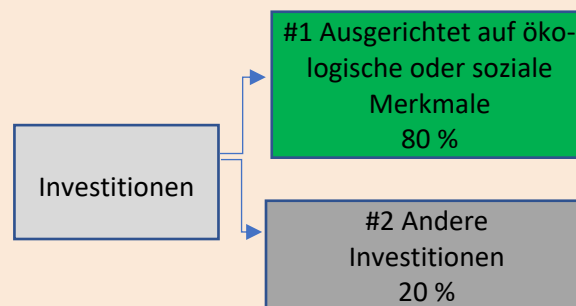 #1 Ausgerichtet auf öko-
logische oder soziale
Merkmale
80 %
Investitionen
#2 Andere
Investitionen
20 %